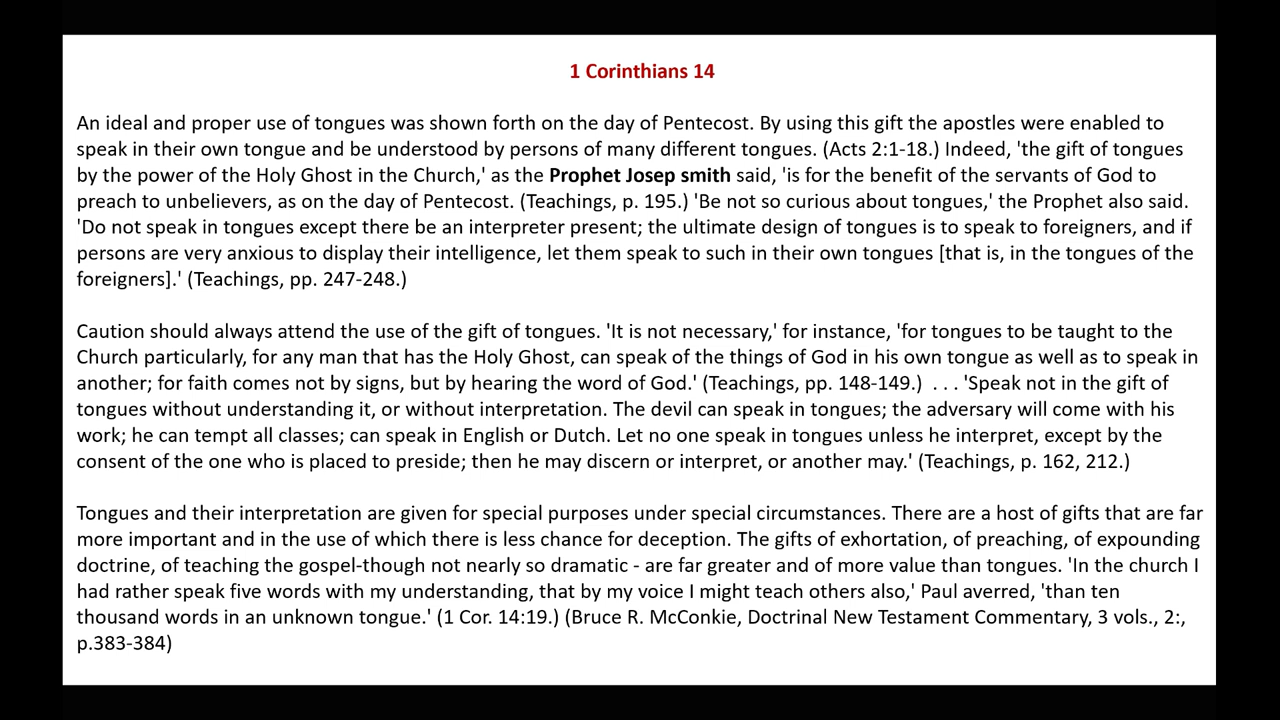 1 Corinthians 14
An ideal and proper use of tongues was shown forth on the day of Pentecost. By using this gift the apostles were enabled to
speak in their own tongue and be understood by persons of many different tongues. (Acts 2:1-18.) Indeed, 'the gift of tongues
by the power of the Holy Ghost in the Church,' as the Prophet Josep smith said, 'is for the benefit of the servants of God to
preach to unbelievers, as on the day of Pentecost. (Teachings, p. 195.) 'Be not so curious about tongues,' the Prophet also said.
'Do not speak in tongues except there be an interpreter present; the ultimate design of tongues is to speak to foreigners, and if
persons are very anxious to display their intelligence, let them speak to such in their own tongues [that is, in the tongues of the
foreigners].' (Teachings, pp. 247-248.)
Caution should always attend the use of the gift of tongues. 'It is not necessary,' for instance, 'for tongues to be taught to the
Church particularly, for any man that has the Holy Ghost, can speak of the things of God in his own tongue as well as to speak in
another; for faith comes not by signs, but by hearing the word of God.' (Teachings, pp. 148-149.)  . . . 'Speak not in the gift of
tongues without understanding it, or without interpretation. The devil can speak in tongues; the adversary will come with his
work; he can tempt all classes; can speak in English or Dutch. Let no one speak in tongues unless he interpret, except by the
consent of the one who is placed to preside; then he may discern or interpret, or another may.' (Teachings, p. 162, 212.)
Tongues and their interpretation are given for special purposes under special circumstances. There are a host of gifts that are far
more important and in the use of which there is less chance for deception. The gifts of exhortation, of preaching, of expounding
doctrine, of teaching the gospel-though not nearly so dramatic - are far greater and of more value than tongues. 'In the church I
had rather speak five words with my understanding, that by my voice I might teach others also,' Paul averred, 'than ten
thousand words in an unknown tongue.' (1 Cor. 14:19.) (Bruce R. McConkie, Doctrinal New Testament Commentary, 3 vols., 2:,
p.383-384)